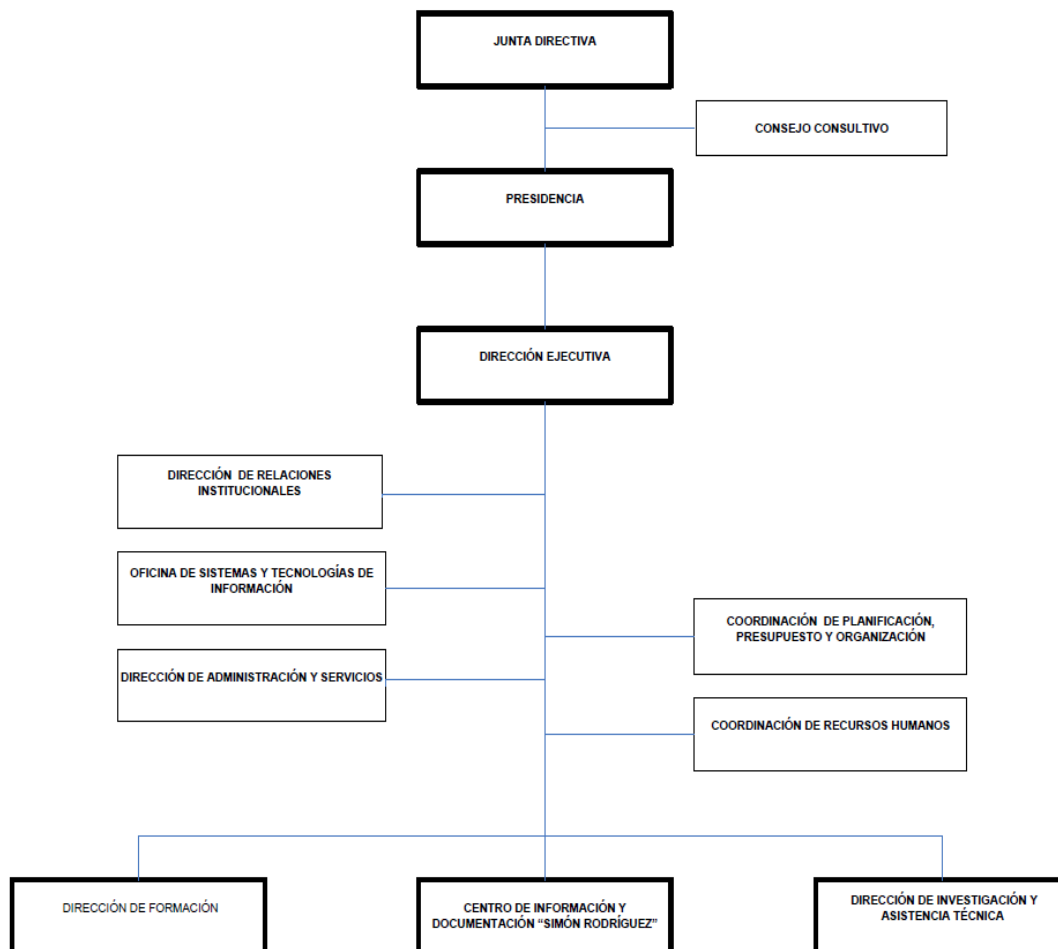 JUNTA DIRECTIVA
CONSEJO CONSULTIVO
PRESIDENCIA
DIRECCIÓN EJECUTIVA
DIRECCIÓN DE RELACIONES
INSTITUCIONALES
OFICINA DE SISTEMAS Y TECNOLOGÍAS DE
INFORMACIÓN
COORDINACIÓN DE PLANIFICACIÓN,
PRESUPUESTO Y ORGANIZACIÓN
DIRECCIÓN DE ADMINISTRACIÓN Y SERVICIOS
COORDINACIÓN DE RECURSOS HUMANOS
DIRECCIÓN DE FORMACIÓN
CENTRO DE INFORMACIÓN Y
DOCUMENTACIÓN “SIMÓN RODRÍGUEZ”
DIRECCIÓN DE INVESTIGACIÓN Y
ASISTENCIA TÉCNICA